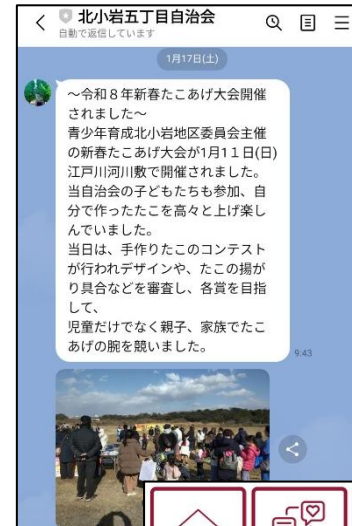 北小岩五丁目自治会
自動で返信しています
1月17日(土)
～令和８年新春たこあげ大会開催
されました～
青少年育成北小岩地区委員会主催
の新春たこあげ大会が1月1１日(日)
江戸川河川敷で開催されました。
当自治会の子どもたちも参加、自
分で作ったたこを高々と上げ楽し
んでいました。
当日は、手作りたこのコンテスト
が行われデザインや、たこの揚が
り具合などを審査し、各賞を目指
して、
児童だけでなく親子、家族でたこ
あげの腕を競いました。
9:43